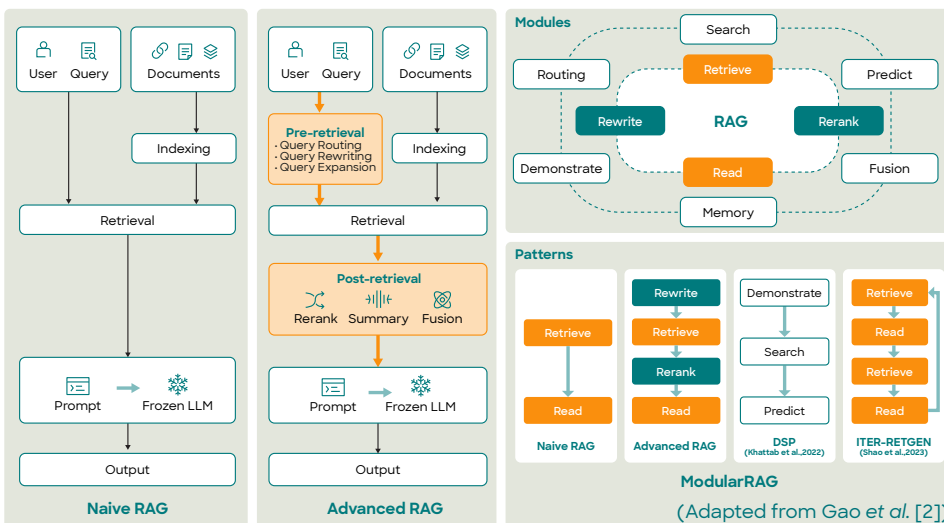 User Query
Documents
Indexing
Retrieval
Prompt
Frozen LLM
Output
Naive RAG
User Query
Documents
Pre-retrieval
· Query Routing
· Query Rewriting
· Query Expansion
Indexing
Retrieval
Post-retrieval
Rerank Summary Fusion
Prompt
Frozen LLM
Output
Advanced RAG
Modules
Search
Routing
Retrieve
Predict
Rewrite
RAG
Rerank
Demonstrate
Read
Fusion
Memory
Patterns
Retrieve
Read
Naive RAG
Rewrite
Retrieve
Rerank
Read
Advanced RAG
Demonstrate
Search
Predict
DSP
(Khattab et al.,2022)
Retrieve
Read
Retrieve
Read
ITER-RETGEN
(Shao et al.,2023)
ModularRAG
(Adapted from Gao et al. [2])